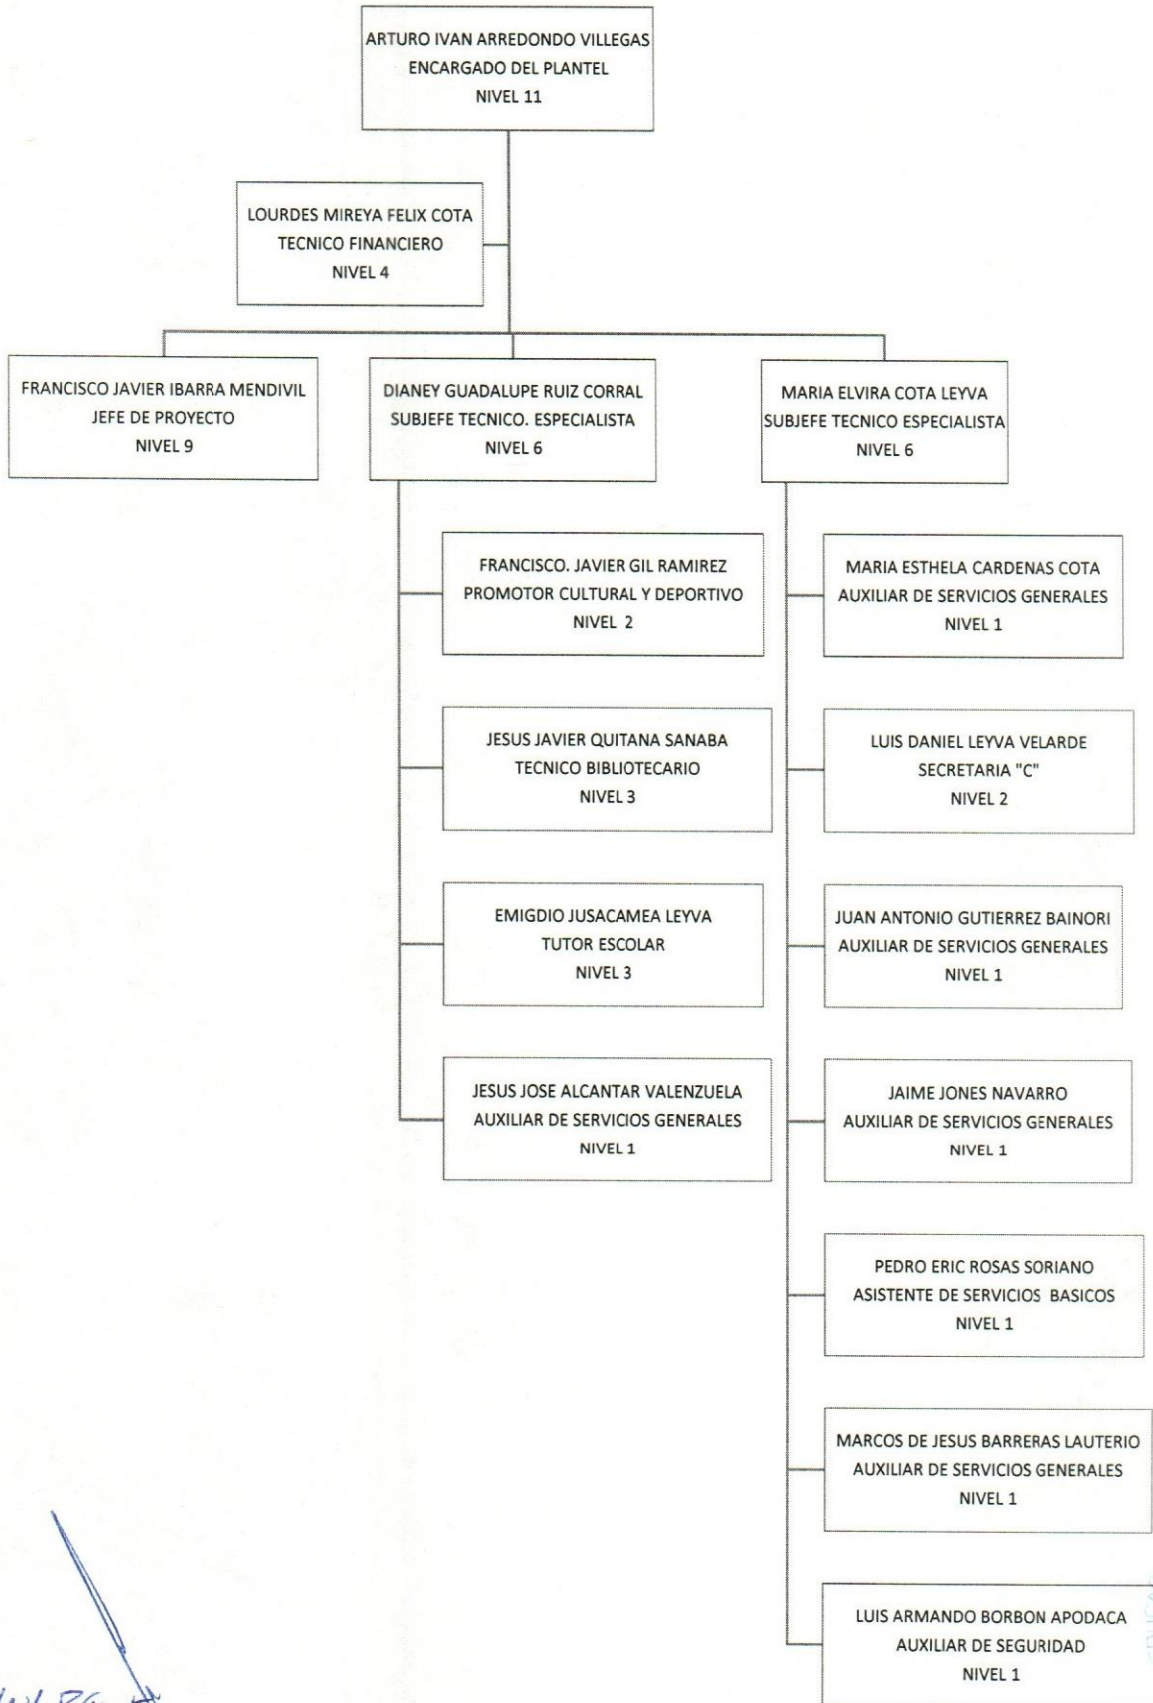 ARTURO IVAN ARREDONDO VILLEGAS
ENCARGADO DEL PLANTEL
NIVEL 11
LOURDES MIREYA FELIX COTA
TECNICO FINANCIERO
NIVEL 4
FRANCISCO JAVIER IBARRA MENDIVIL
JEFE DE PROYECTO
NIVEL 9
DIANEY GUADALUPE RUIZ CORRAL
SUBJEFE TECNICO. ESPECIALISTA
NIVEL 6
MARIA ELVIRA COTA LEYVA
SUBJEFE TECNICO ESPECIALISTA
NIVEL 6
FRANCISCO. JAVIER GIL RAMIREZ
PROMOTOR CULTURAL Y DEPORTIVO
NIVEL 2
JESUS JAVIER QUITANA SANABA
TECNICO BIBLIOTECARIO
NIVEL 3
EMIGDIO JUSACAMEA LEYVA
TUTOR ESCOLAR
NIVEL 3
JESUS JOSE ALCANTAR VALENZUELA
AUXILIAR DE SERVICIOS GENERALES
NIVEL 1
MARIA ESTHELA CARDENAS COTA
AUXILIAR DE SERVICIOS GENERALES
NIVEL 1
LUIS DANIEL LEYVA VELARDE
SECRETARIA "C"
NIVEL 2
JUAN ANTONIO GUTIERREZ BAINORI
AUXILIAR DE SERVICIOS GENERALES
NIVEL 1
JAIME JONES NAVARRO
AUXILIAR DE SERVICIOS GENERALES
NIVEL 1
PEDRO ERIC ROSAS SORIANO
ASISTENTE DE SERVICIOS BASICOS
NIVEL 1
MARCOS DE JESUS BARRERAS LAUTERIO
AUXILIAR DE SERVICIOS GENERALES
NIVEL 1
LUIS ARMANDO BORBON APODACA
AUXILIAR DE SEGURIDAD
NIVEL 1